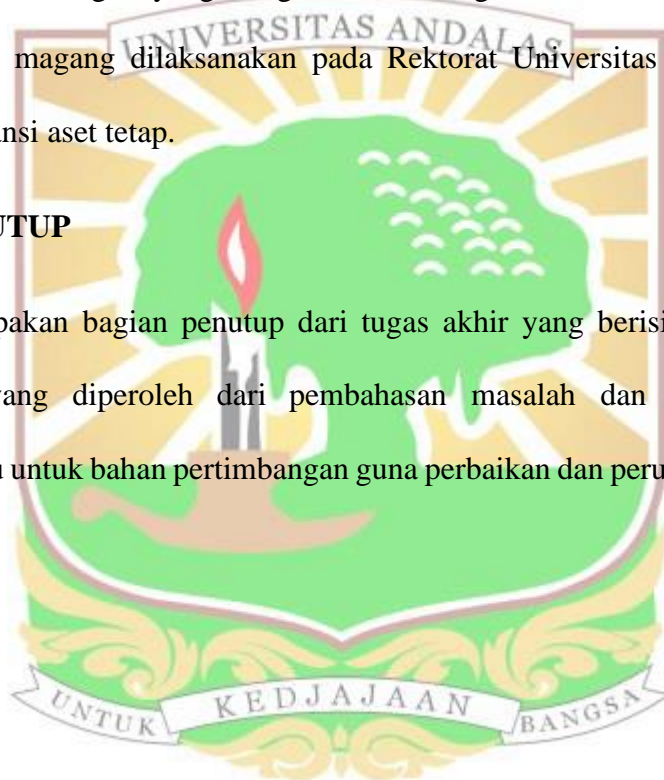 UNIVERSITAS ANDALAS
magang dilaksanakan pada Rektorat Universitas
nsi aset tetap.
UTUP
pakan bagian penutup dari tugas akhir yang berisi
yang diperoleh dari pembahasan masalah dan
untuk bahan pertimbangan guna perbaikan dan peru
UNTUK KEDJAJAAN BANGSA